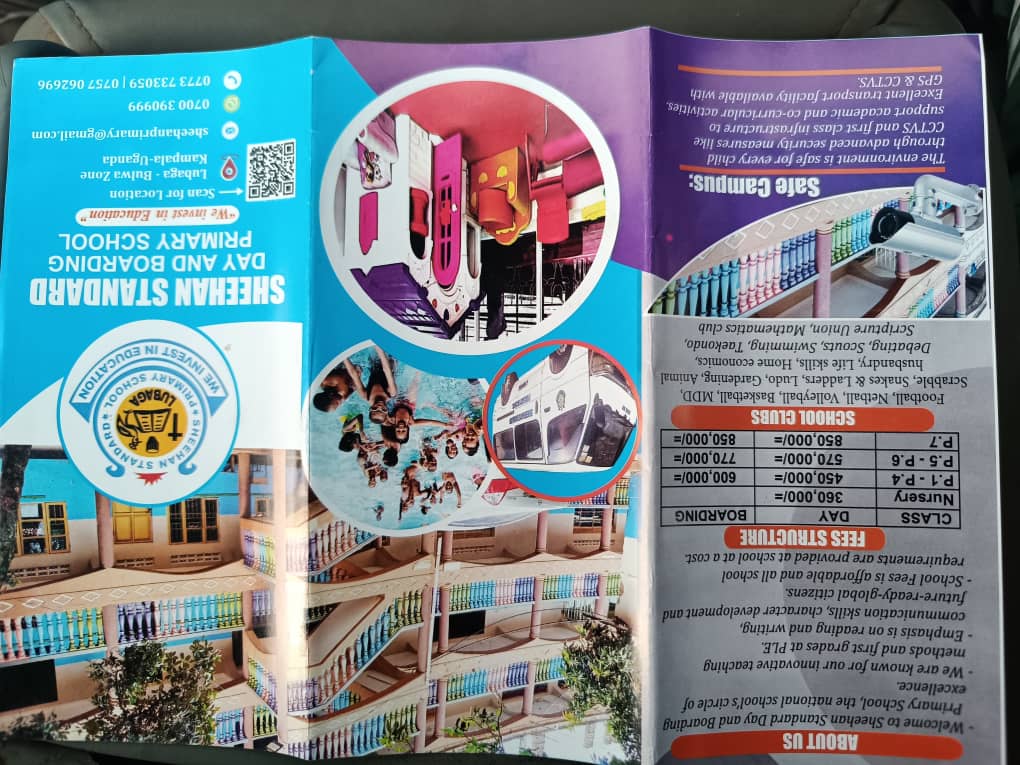 ABOUT US
- Welcome to Sheehan Standard Day and Boarding
Primary School, the national school's circle of
excellence.
- We are known for our innovative teaching
methods and first grades at PLE.
- Emphasis is on reading and writing,
communication skills, character development and
future-ready-global citizens.
- School Fees is affordable and all school
requirements are provided at school at a cost.
FEES STRUCTURE
CLASS DAY BOARDING
Nursery 360,000/=
P.1 - P.4 450,000/= 600,000/=
P.5 - P.6 570,000/= 770,000/=
P.7 850,000/= 850,000/=
SCHOOL CLUBS
Football, Netball, Volleyball, Basketball, MDD,
Scrabble, Snakes & Ladders, Ludo, Gardening, Animal
husbandry, Life skills, Home economics,
Debating, Scouts, Swimming, Taekondo,
Scripture Union, Mathematics club
Safe Campus:
The environment is safe for every child
through advanced security measures like
CCTVS and first class infrastructure to
support academic and co-curricular activities.
Excellent transport facility available with
GPS & CCTVS.
SHEEHAN STANDARD
PRIMARY SCHOOL
LUBAGA
WE INVEST IN EDUCATION
SHEEHAN STANDARD
DAY AND BOARDING
PRIMARY SCHOOL
"We invest in Education"
Scan for Location
Lubaga - Bulwa Zone
Kampala-Uganda
sheehanprimary@gmail.com
0700 390999
0773 733059 | 0757 062696